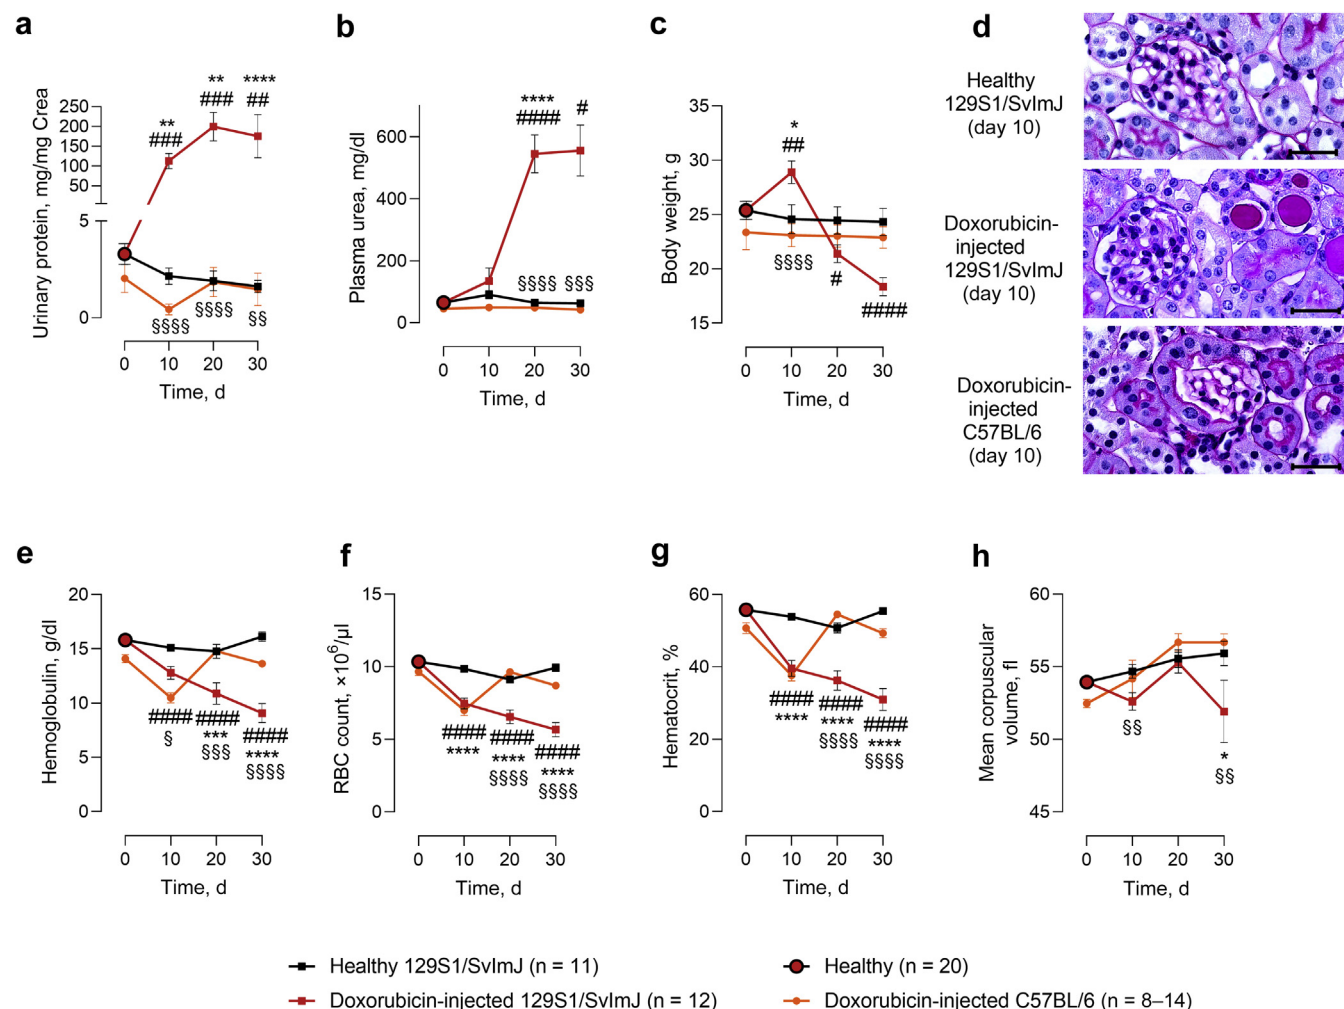 a
**
****
**
###
##
###
Urinary protein, mg/mg Crea
250
200
150
100
50
5
0
§§§§
§§§§
§§
0 10 20 30
Time, d
b
****
####
#
Plasma urea, mg/dl
600
400
200
0
§§§§
§§§
0 10 20 30
Time, d
c
*
##
Body weight, g
35
30
25
20
15
§§§§
#
####
0 10 20 30
Time, d
d
Healthy
129S1/SvImJ
(day 10)
Doxorubicin-
injected
129S1/SvImJ
(day 10)
Doxorubicin-
injected
C57BL/6
(day 10)
e
Hemoglobulin, g/dl
20
15
10
5
0
####
§
####
***
§§§
####
****
§§§§
0 10 20 30
Time, d
f
RBC count, ×10⁶/µl
15
10
5
0
####
****
####
****
§§§§
####
****
§§§§
0 10 20 30
Time, d
g
Hematocrit, %
60
40
20
0
####
****
####
****
§§§§
####
****
§§§§
0 10 20 30
Time, d
h
Mean corpuscular
volume, fl
60
55
50
45
§§
*
§§
0 10 20 30
Time, d
Healthy 129S1/SvImJ (n = 11)
Healthy (n = 20)
Doxorubicin-injected 129S1/SvImJ (n = 12)
Doxorubicin-injected C57BL/6 (n = 8–14)